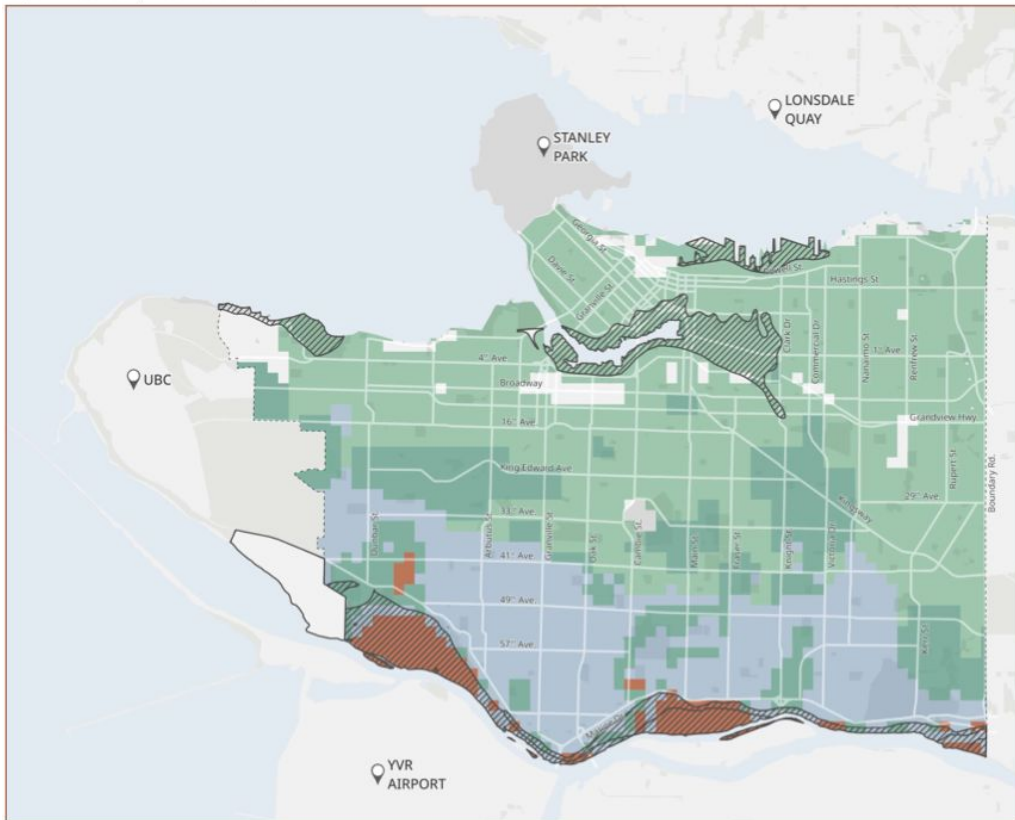 LONSDALE
QUAY
STANLEY
PARK
Georgia St.
Davie St.
Granville St.
Hastings St.
Clark Dr.
Commercial Dr.
Nanaimo St.
1st Ave.
Renfrew St.
4th Ave.
UBC
Broadway
16th Ave.
Grandview Hwy.
Rupert St.
Boundary Rd.
King Edward Ave.
29th Ave.
Kingsway
33rd Ave.
Dunbar St.
Arbutus St.
Granville St.
Oak St.
Cambie St.
Main St.
Fraser St.
Knight St.
Victoria Dr.
41st Ave.
49th Ave.
57th Ave.
Kerr St.
YVR
AIRPORT